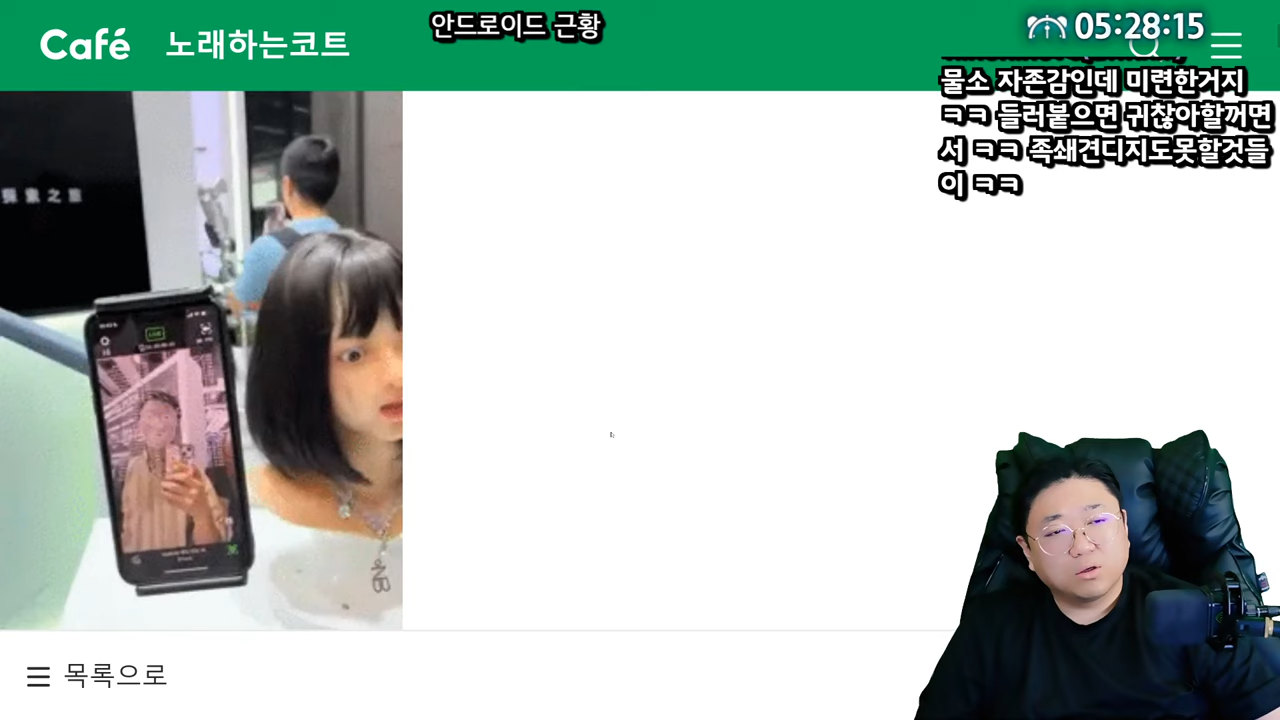 Café 노래하는코트
안드로이드 근황
05:28:15
물소 자존감인데 미련한거지
ㅋㅋ 들러붙으면 귀찮아할꺼면
서 ㅋㅋ 족쇄견디지도못할것들
이 ㅋㅋ
索之旅
목록으로